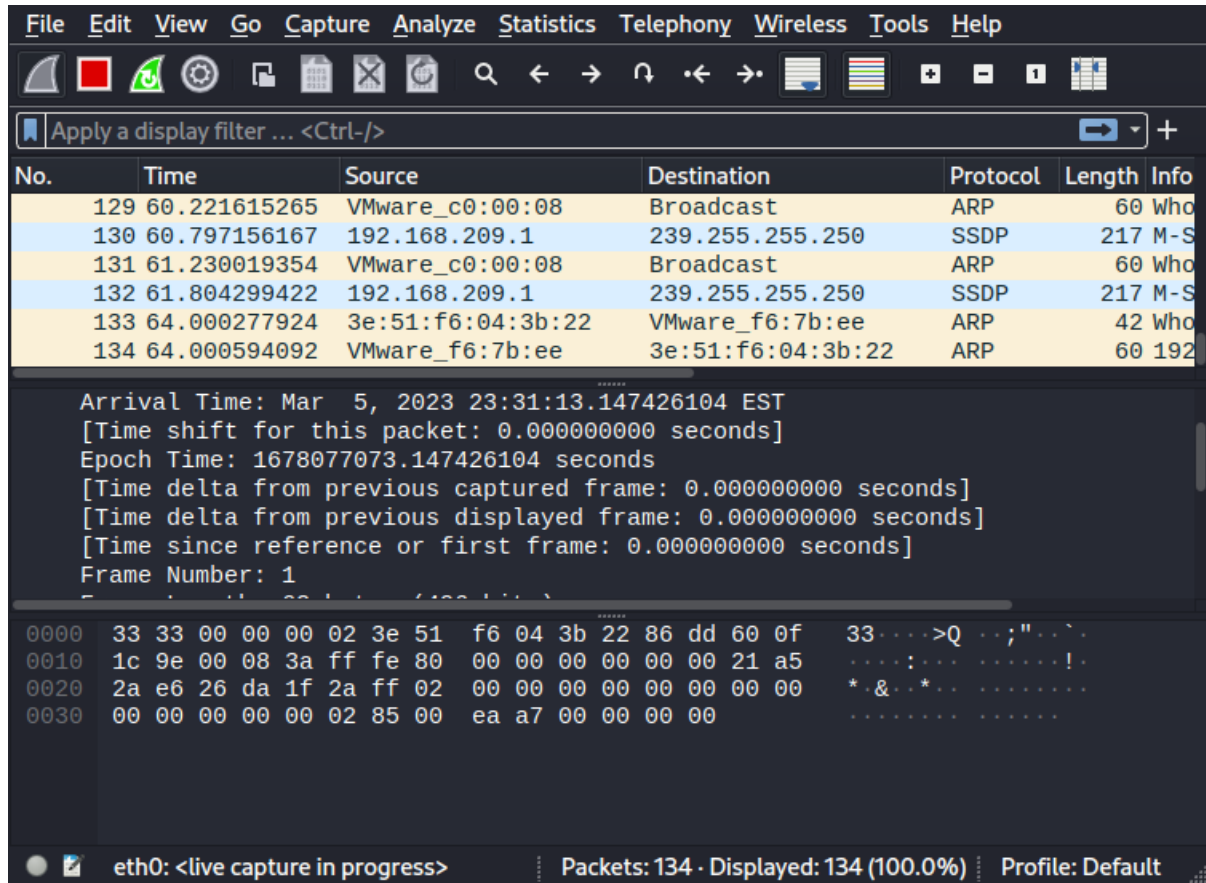 File Edit View Go Capture Analyze Statistics Telephony Wireless Tools Help
Apply a display filter ... <Ctrl-/>
No. Time Source Destination Protocol Length Info
129 60.221615265 VMware_c0:00:08 Broadcast ARP 60 Who
130 60.797156167 192.168.209.1 239.255.255.250 SSDP 217 M-S
131 61.230019354 VMware_c0:00:08 Broadcast ARP 60 Who
132 61.804299422 192.168.209.1 239.255.255.250 SSDP 217 M-S
133 64.000277924 3e:51:f6:04:3b:22 VMware_f6:7b:ee ARP 42 Who
134 64.000594092 VMware_f6:7b:ee 3e:51:f6:04:3b:22 ARP 60 192
Arrival Time: Mar  5, 2023 23:31:13.147426104 EST
[Time shift for this packet: 0.000000000 seconds]
Epoch Time: 1678077073.147426104 seconds
[Time delta from previous captured frame: 0.000000000 seconds]
[Time delta from previous displayed frame: 0.000000000 seconds]
[Time since reference or first frame: 0.000000000 seconds]
Frame Number: 1
0000 33 33 00 00 00 02 3e 51 f6 04 3b 22 86 dd 60 0f 33····>Q ··;"··`·
0010 1c 9e 00 08 3a ff fe 80 00 00 00 00 00 00 21 a5 ····:··· ······!·
0020 2a e6 26 da 1f 2a ff 02 00 00 00 00 00 00 00 00 *·&··*·· ········
0030 00 00 00 00 00 02 85 00 ea a7 00 00 00 00 ········ ······
eth0: <live capture in progress> Packets: 134 · Displayed: 134 (100.0%) Profile: Default